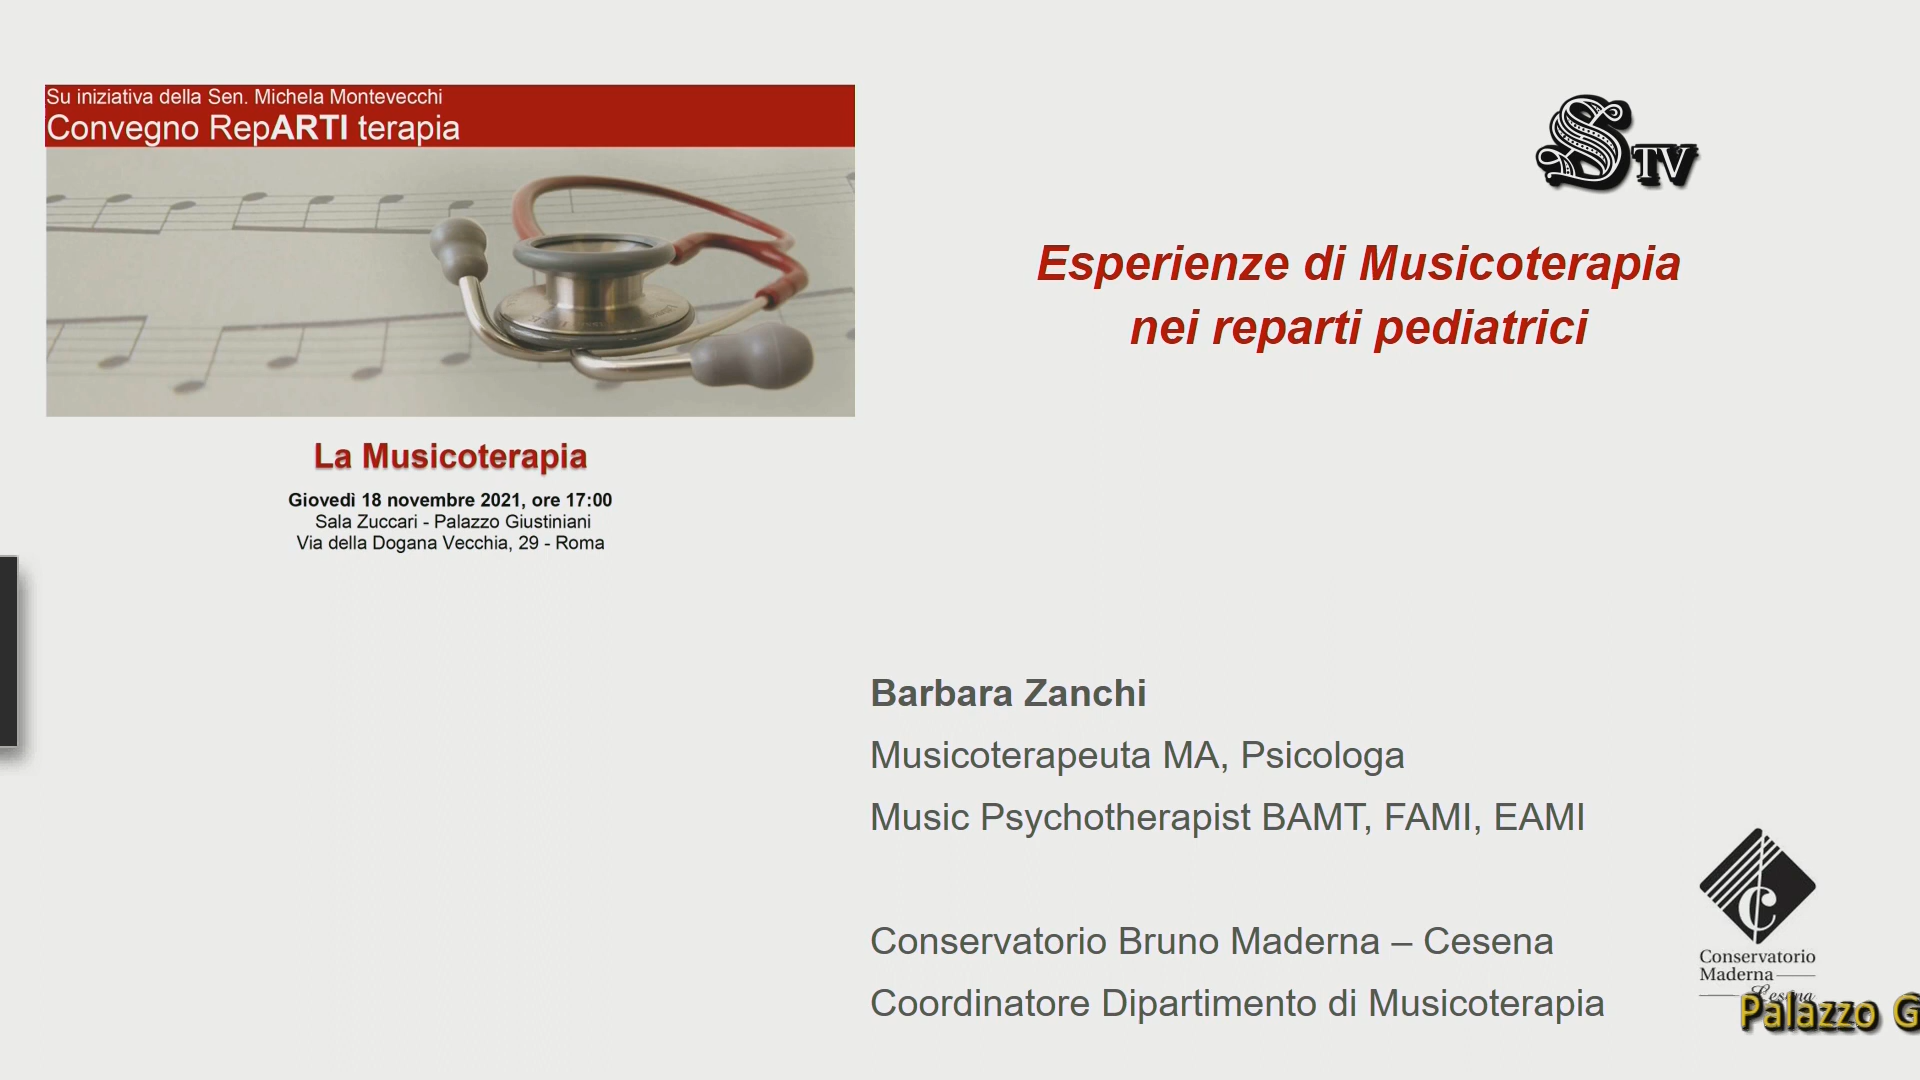 Su iniziativa della Sen. Michela Montevecchi
Convegno RepARTI terapia
La Musicoterapia
Giovedì 18 novembre 2021, ore 17:00
Sala Zuccari - Palazzo Giustiniani
Via della Dogana Vecchia, 29 - Roma
S TV
Esperienze di Musicoterapia
nei reparti pediatrici
Barbara Zanchi
Musicoterapeuta MA, Psicologa
Music Psychotherapist BAMT, FAMI, EAMI
Conservatorio Bruno Maderna – Cesena
Coordinatore Dipartimento di Musicoterapia
Conservatorio
Maderna
Cesena
Palazzo G